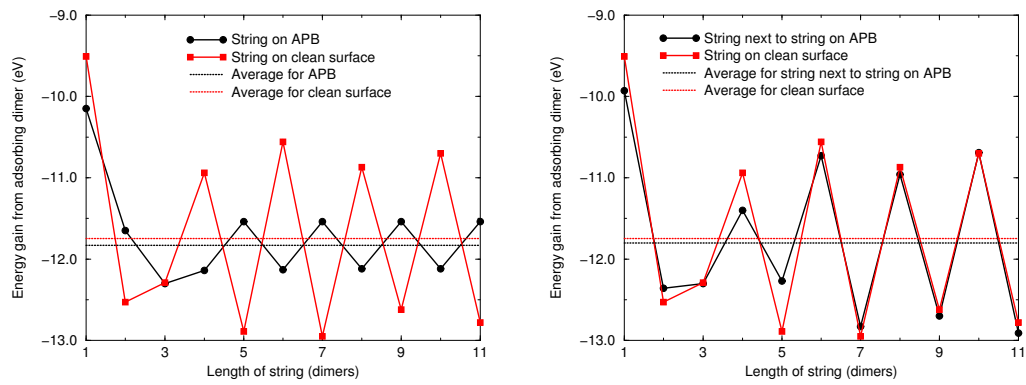 −9.0
−10.0
−11.0
−12.0
−13.0
Energy gain from adsorbing dimer (eV)
String on APB
String on clean surface
Average for APB
Average for clean surface
1 3 5 7 9 11
Length of string (dimers)
−9.0
−10.0
−11.0
−12.0
−13.0
Energy gain from adsorbing dimer (eV)
String next to string on APB
String on clean surface
Average for string next to string on APB
Average for clean surface
1 3 5 7 9 11
Length of string (dimers)